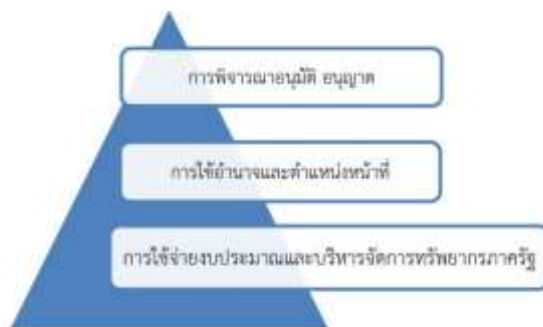 การพิจารณาอนุมัติ อนุญาต
การใช้อำนาจและตำแหน่งหน้าที่
การใช้จ่ายงบประมาณและบริหารจัดการทรัพยากรภาครัฐ